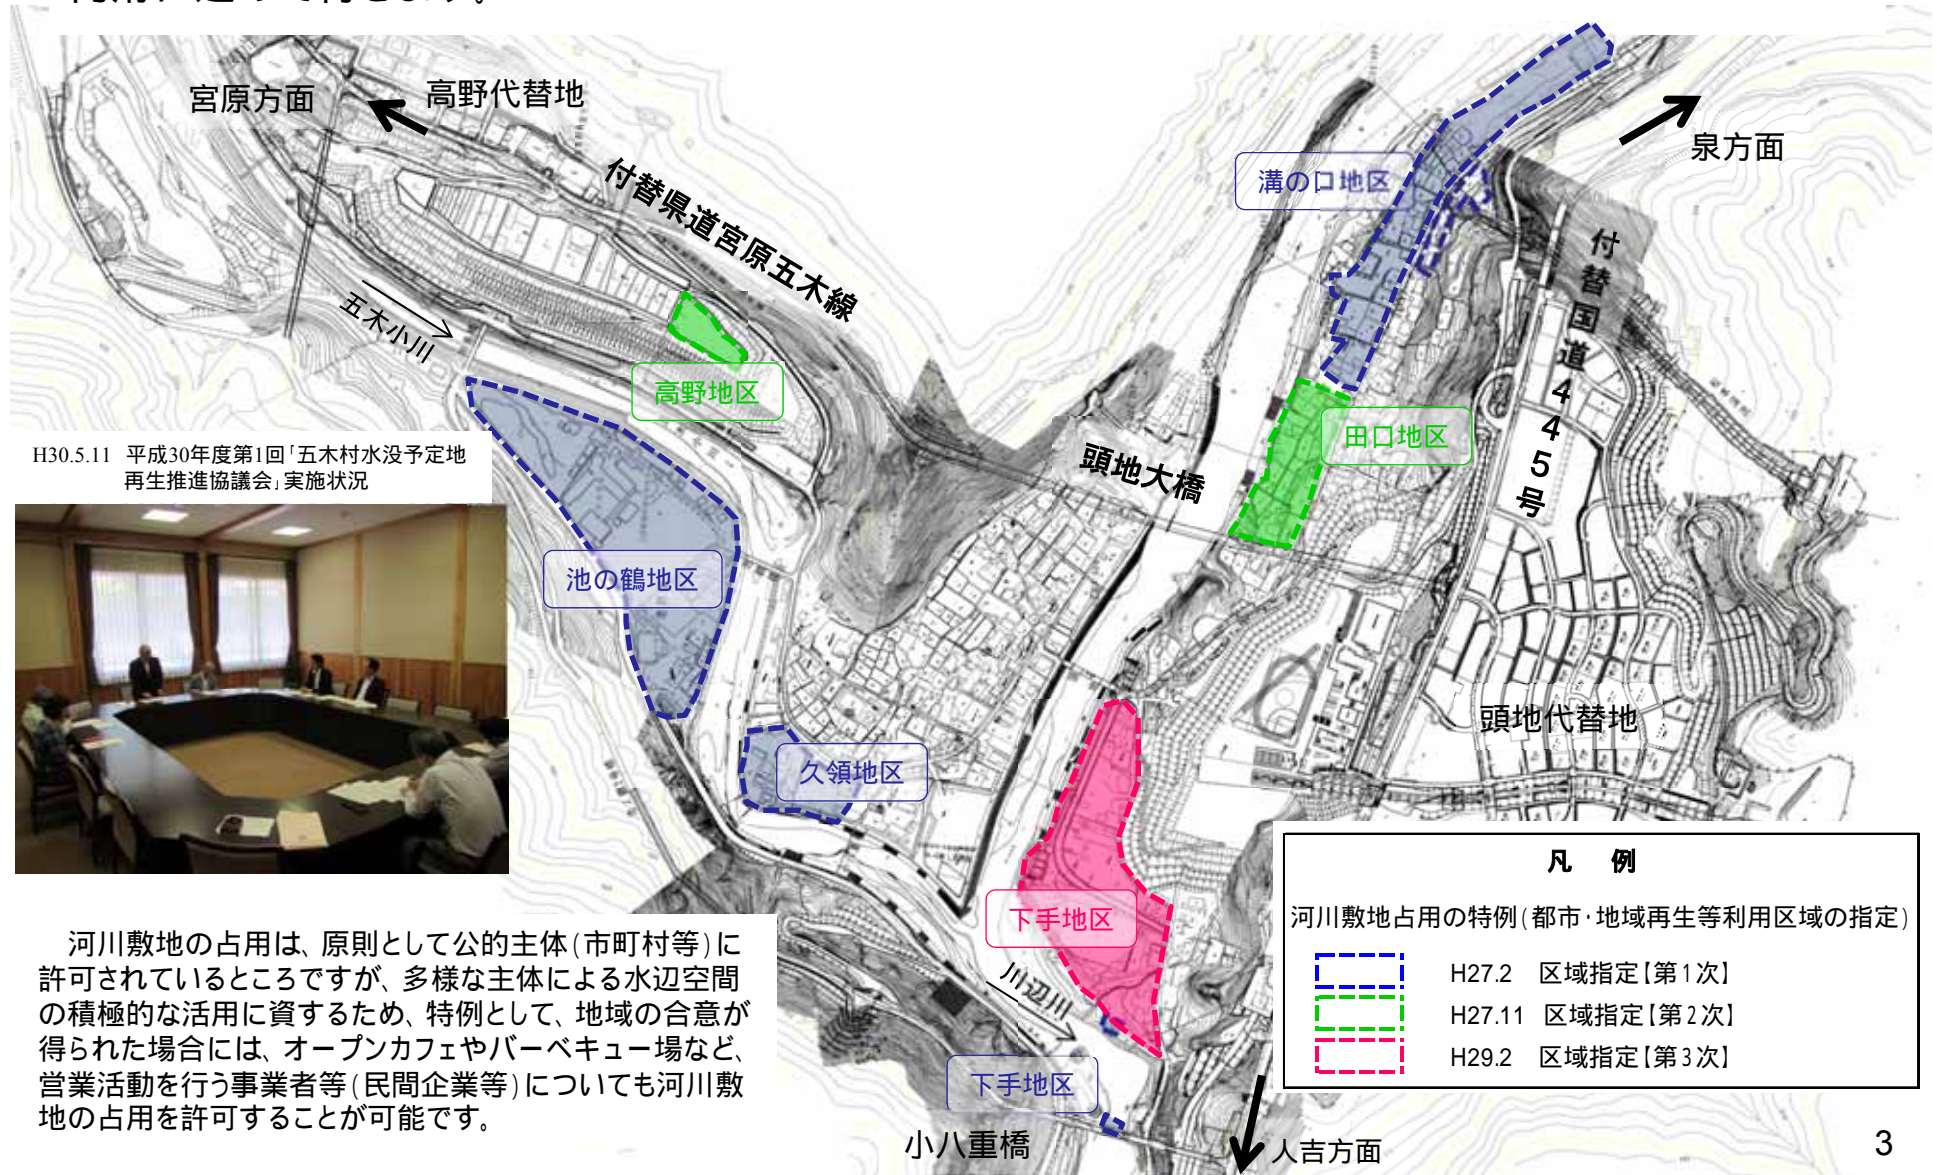 宮原方面
高野代替地
泉方面
溝の口地区
付替県道宮原五木線
付替国道445号
五木小川
高野地区
田口地区
頭地大橋
H30.5.11 平成30年度第1回「五木村水没予定地
再生推進協議会」実施状況
池の鶴地区
頭地代替地
久領地区
下手地区
川辺川
下手地区
小八重橋
人吉方面
凡 例
河川敷地占用の特例(都市・地域再生等利用区域の指定)
H27.2 区域指定【第1次】
H27.11 区域指定【第2次】
H29.2 区域指定【第3次】
河川敷地の占用は、原則として公的主体(市町村等)に
許可されているところですが、多様な主体による水辺空間
の積極的な活用に資するため、特例として、地域の合意が
得られた場合には、オープンカフェやバーベキュー場など、
営業活動を行う事業者等(民間企業等)についても河川敷
地の占用を許可することが可能です。
3